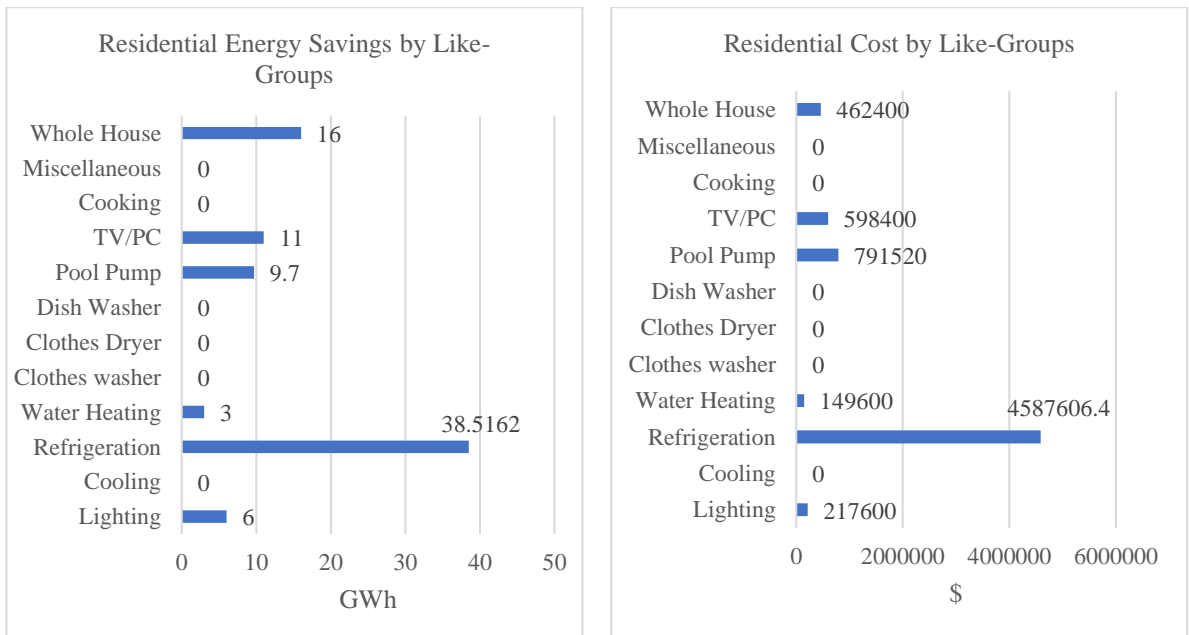 Residential Energy Savings by Like-
Groups
Whole House 16
Miscellaneous 0
Cooking 0
TV/PC 11
Pool Pump 9.7
Dish Washer 0
Clothes Dryer 0
Clothes washer 0
Water Heating 3
38.5162
Refrigeration
Cooling 0
Lighting 6
0 10 20 30 40 50
GWh
Residential Cost by Like-Groups
Whole House 462400
Miscellaneous 0
Cooking 0
TV/PC 598400
Pool Pump 791520
Dish Washer 0
Clothes Dryer 0
Clothes washer 0
Water Heating 149600
4587606.4
Refrigeration
Cooling 0
Lighting 217600
0 2000000 4000000 6000000
$